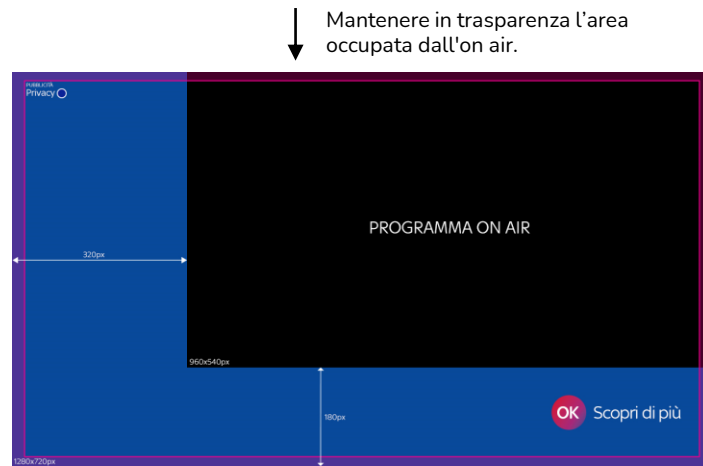 Mantenere in trasparenza l’area
occupata dall'on air.
PUBBLICITÀ
Privacy
PROGRAMMA ON AIR
320px
960x540px
180px
OK Scopri di più
1280x720px